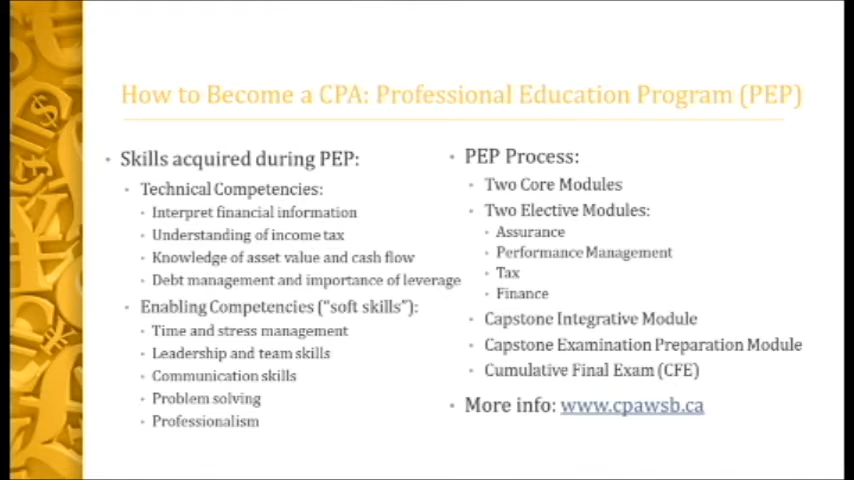 How to Become a CPA: Professional Education Program (PEP)
Skills acquired during PEP:
Technical Competencies:
Interpret financial information
Understanding of income tax
Knowledge of asset value and cash flow
Debt management and importance of leverage
Enabling Competencies ("soft skills"):
Time and stress management
Leadership and team skills
Communication skills
Problem solving
Professionalism
PEP Process:
Two Core Modules
Two Elective Modules:
Assurance
Performance Management
Tax
Finance
Capstone Integrative Module
Capstone Examination Preparation Module
Cumulative Final Exam (CFE)
More info: www.cpawsb.ca